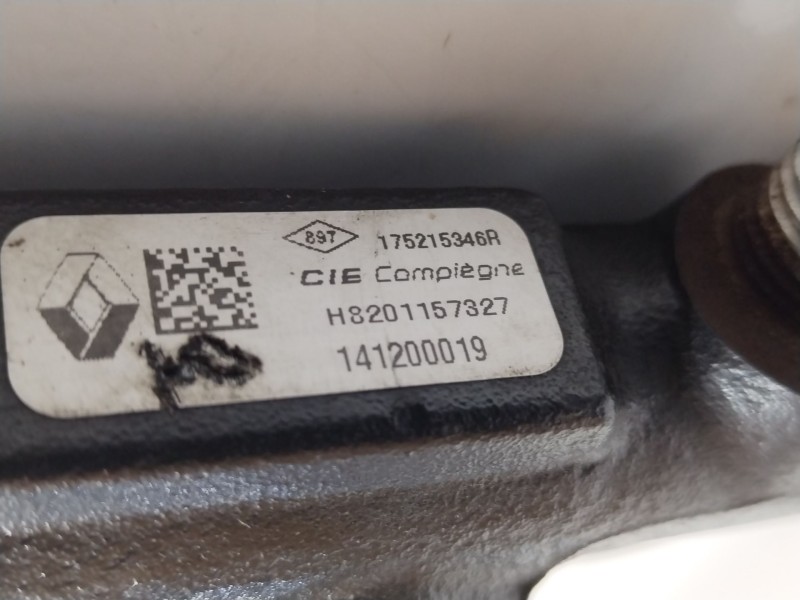 897
175215346R
CIE Compiègne
H8201157327
141200019